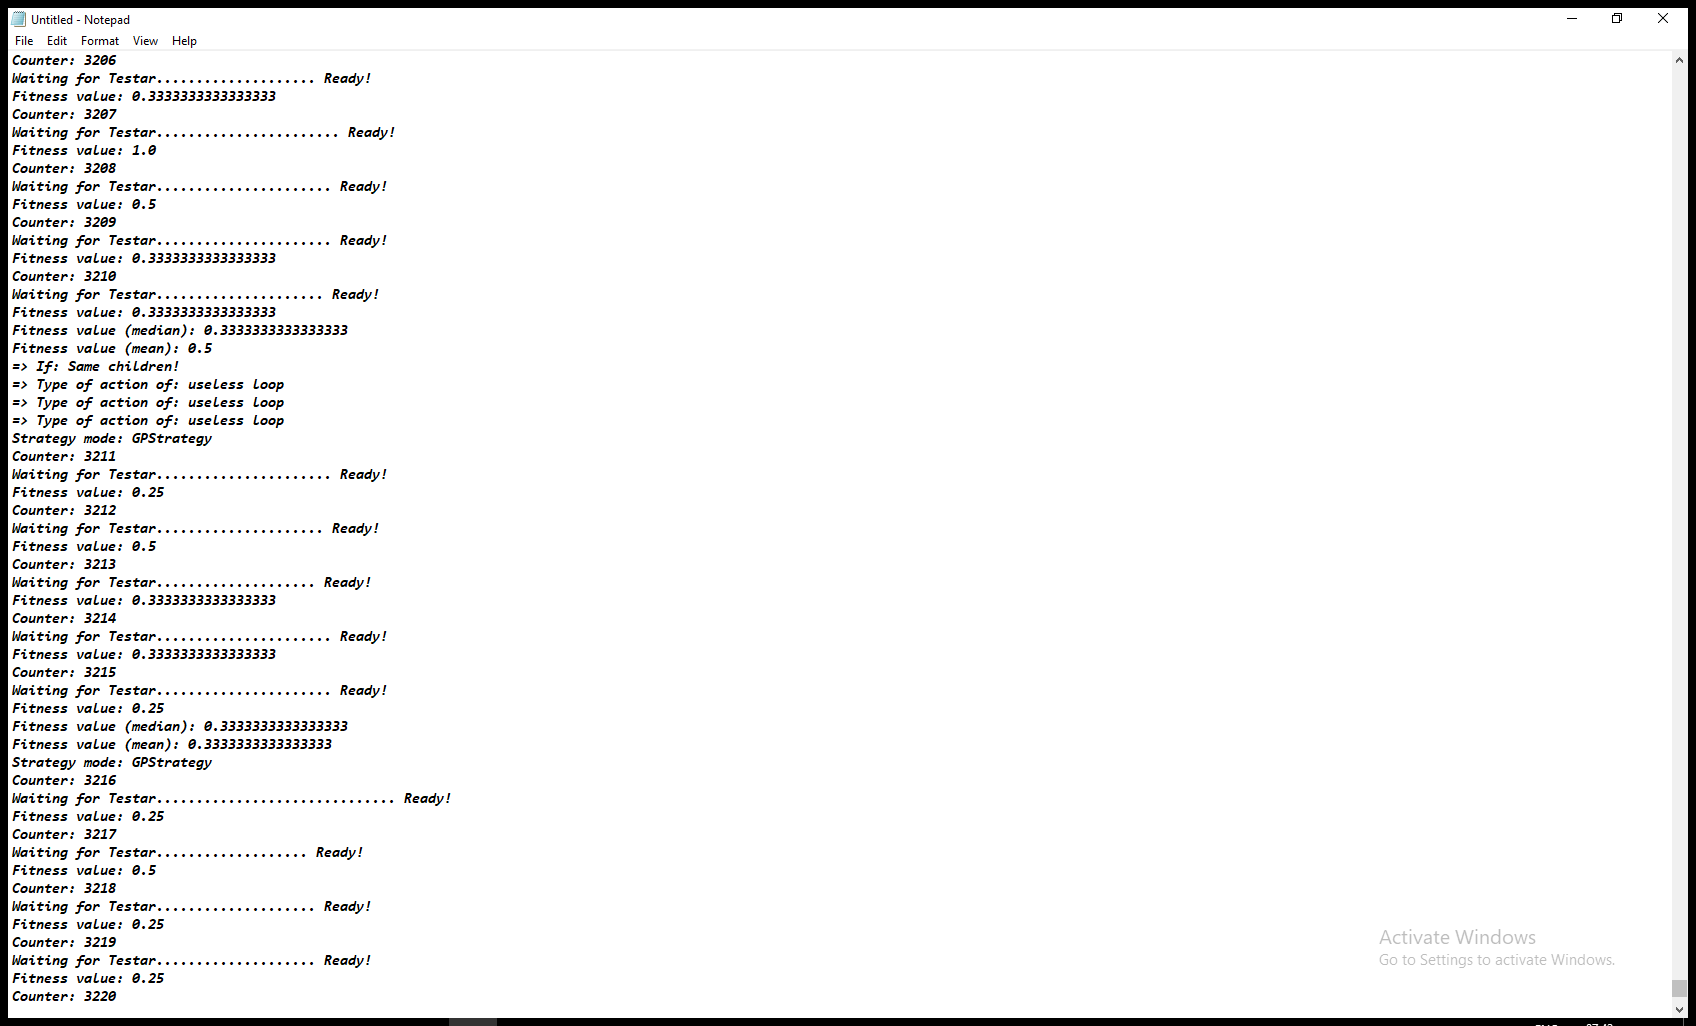 Untitled - Notepad
File Edit Format View Help
Counter: 3206
Waiting for Testar.................... Ready!
Fitness value: 0.3333333333333333
Counter: 3207
Waiting for Testar....................... Ready!
Fitness value: 1.0
Counter: 3208
Waiting for Testar...................... Ready!
Fitness value: 0.5
Counter: 3209
Waiting for Testar...................... Ready!
Fitness value: 0.3333333333333333
Counter: 3210
Waiting for Testar..................... Ready!
Fitness value: 0.3333333333333333
Fitness value (median): 0.3333333333333333
Fitness value (mean): 0.5
=> If: Same children!
=> Type of action of: useless loop
=> Type of action of: useless loop
=> Type of action of: useless loop
Strategy mode: GPStrategy
Counter: 3211
Waiting for Testar...................... Ready!
Fitness value: 0.25
Counter: 3212
Waiting for Testar..................... Ready!
Fitness value: 0.5
Counter: 3213
Waiting for Testar.................... Ready!
Fitness value: 0.3333333333333333
Counter: 3214
Waiting for Testar...................... Ready!
Fitness value: 0.3333333333333333
Counter: 3215
Waiting for Testar...................... Ready!
Fitness value: 0.25
Fitness value (median): 0.3333333333333333
Fitness value (mean): 0.3333333333333333
Strategy mode: GPStrategy
Counter: 3216
Waiting for Testar.............................. Ready!
Fitness value: 0.25
Counter: 3217
Waiting for Testar................... Ready!
Fitness value: 0.5
Counter: 3218
Waiting for Testar.................... Ready!
Fitness value: 0.25
Counter: 3219
Waiting for Testar.................... Ready!
Fitness value: 0.25
Counter: 3220
Activate Windows
Go to Settings to activate Windows.